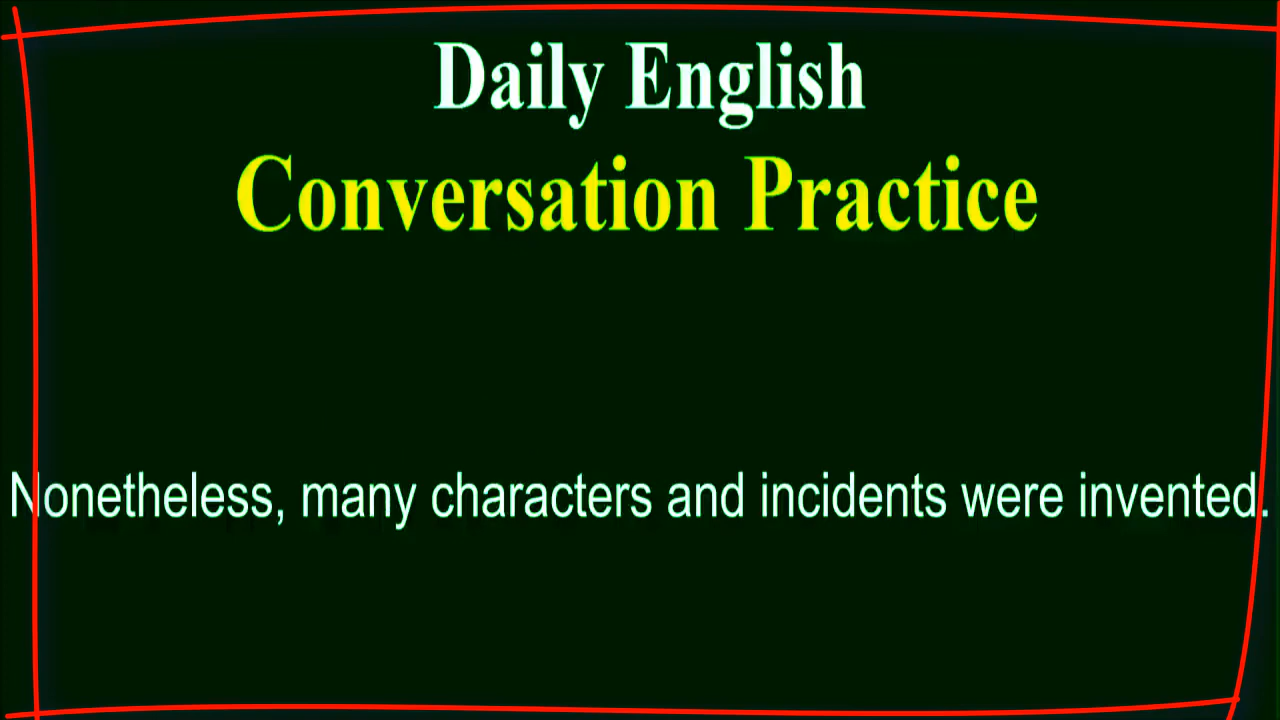 Daily English
Conversation Practice
Nonetheless, many characters and incidents were invented.